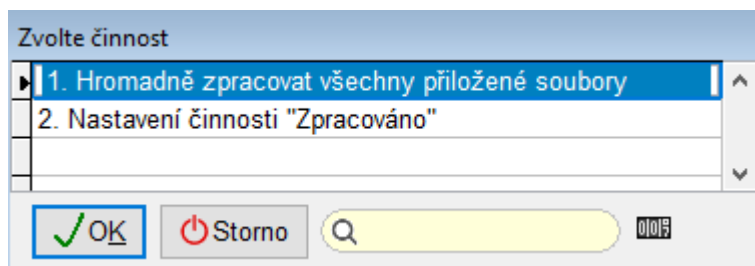 Zvolte činnost
1. Hromadně zpracovat všechny přiložené soubory
2. Nastavení činnosti "Zpracováno"
OK Storno